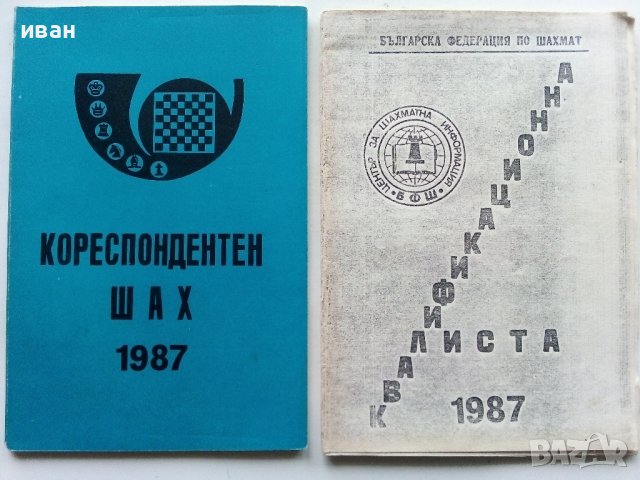 иван
КОРЕСПОНДЕНТЕН
ШАХ
1987
БЪЛГАРСКА ФЕДЕРАЦИЯ ПО ШАХМАТ
ЦЕНТЪР ЗА ШАХМАТНА ИНФОРМАЦИЯ
БФШ
КВАЛИФИКАЦИОННА
ЛИСТА
1987
BAZAR